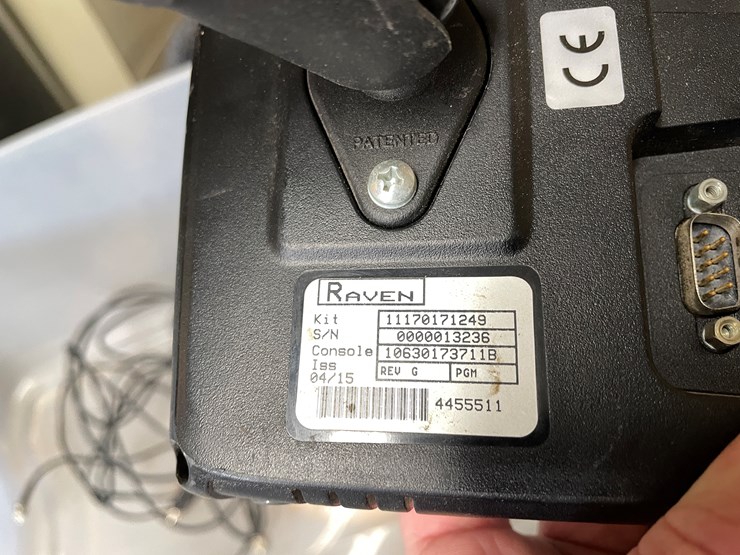 CE
PATENTED
RAVEN
Kit 11170171249
S/N 0000013236
Console 10630173711B
Iss
04/15 REV G PGM
4455511